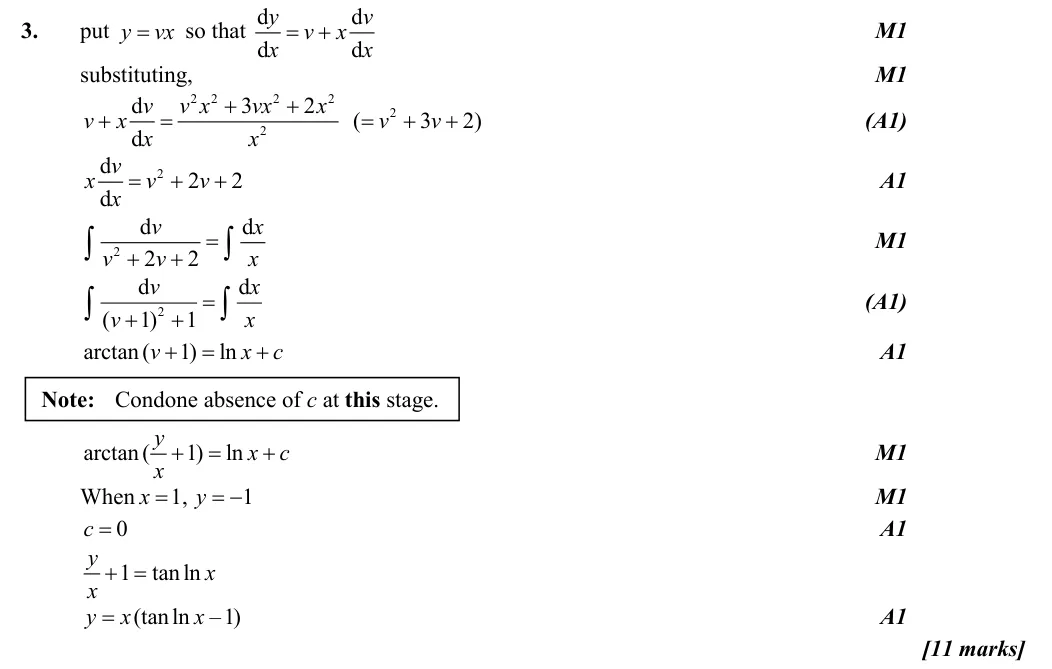 3. put y = vx so that dy/dx = v + x dv/dx M1
substituting, M1
v + x dv/dx = (v²x² + 3vx² + 2x²)/x² (= v² + 3v + 2) (A1)
x dv/dx = v² + 2v + 2 A1
∫ dv/(v² + 2v + 2) = ∫ dx/x M1
∫ dv/((v + 1)² + 1) = ∫ dx/x (A1)
arctan (v + 1) = ln x + c A1
Note: Condone absence of c at this stage.
arctan (y/x + 1) = ln x + c M1
When x = 1, y = −1 M1
c = 0 A1
y/x + 1 = tan ln x
y = x (tan ln x − 1) A1
[11 marks]